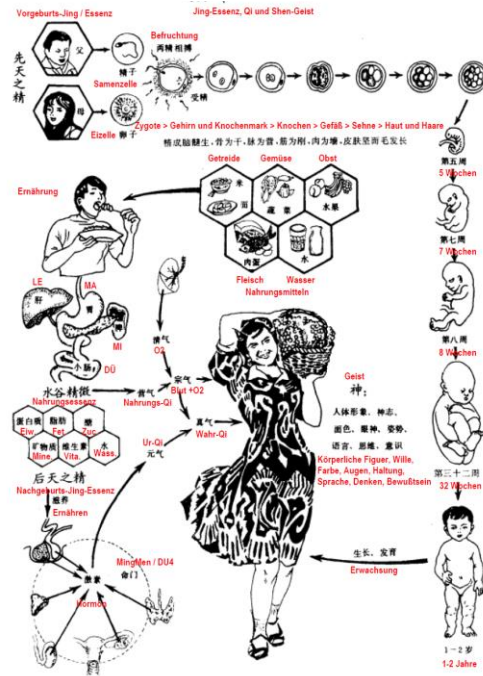 Vorgeburts-Jing / Essenz
Jing-Essenz, Qi und Shen-Geist
先天之精
父
精子
Samenzelle
母
Eizelle 卵子
Befruchtung
两精相搏
受精
Zygote > Gehirn und Knochenmark > Knochen > Gefäß > Sehne > Haut und Haare
精成脑髓生，骨为干，脉为营，筋为刚，肉为墙，皮肤坚而毛发长
第五周
5 Wochen
第七周
7 Wochen
第八周
8 Wochen
第三十二周
32 Wochen
1-2岁
1-2 Jahre
Ernährung
Getreide
Gemüse
Obst
米
面
蔬菜
水果
肉蛋
水
Fleisch
Wasser
Nahrungsmitteln
LE
肝
MA
胃
MI
小肠
DÜ
水谷精微
Nahrungsessenz
蛋白质
Eiw.
脂肪
Fet.
糖
Zuc.
矿物质
Mine.
维生素
Vita.
水
Wass.
后天之精
Nachgeburts-Jing-Essenz
滋养
Ernähren
清气
O2
宗气
Blut +O2
营气
Nahrungs-Qi
真气
Wahr-Qi
Ur-Qi
元气
MingMen / DU4
命门
激素
Hormon
Geist
神：
人体形象、神志、
面色、眼神、姿势、
语言、思维、意识
Körperliche Figuer, Wille,
Farbe, Augen, Haltung,
Sprache, Denken, Bewußtsein
生长、发育
Erwachsung